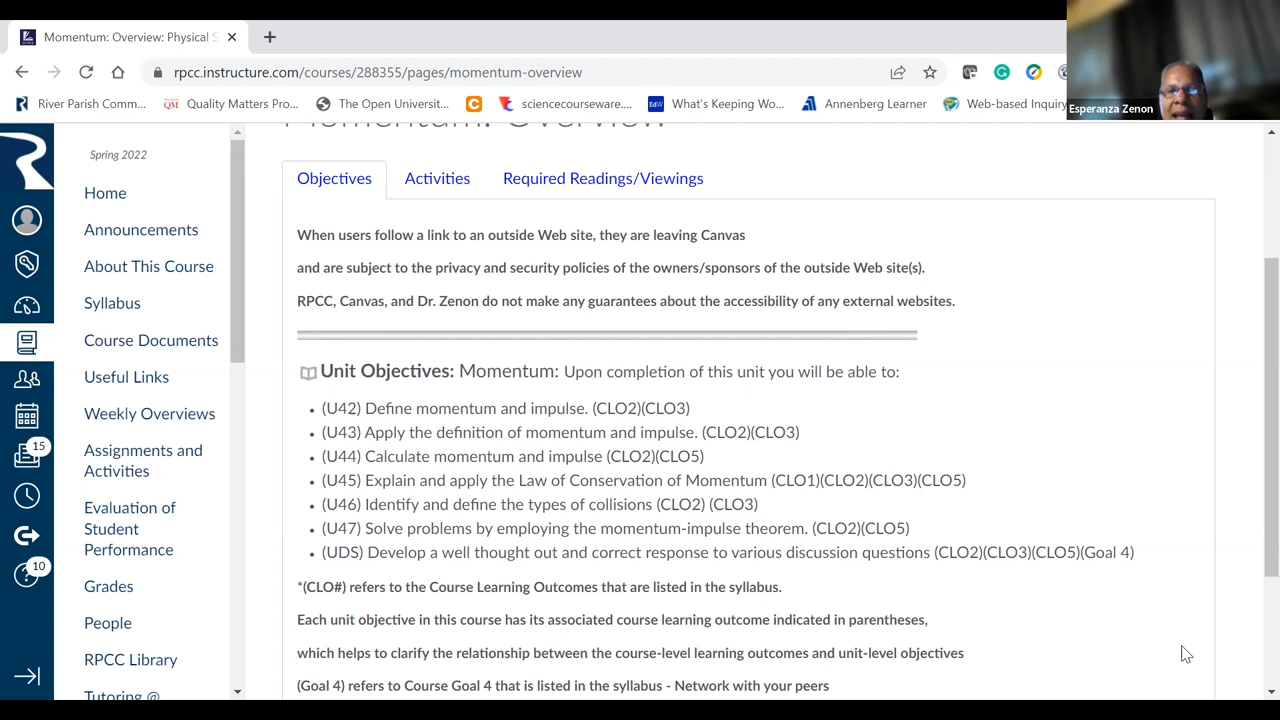 Momentum: Overview: Physical S
rpcc.instructure.com/courses/288355/pages/momentum-overview
River Parish Comm...
QM
Quality Matters Pro...
The Open Universit...
C
sciencecourseware....
EdW
What's Keeping Wo...
Annenberg Learner
Web-based Inquiry
Esperanza Zenon
Momentum: Overview
Spring 2022
Home
Announcements
About This Course
Syllabus
Course Documents
Useful Links
Weekly Overviews
15
Assignments and
Activities
Evaluation of
Student
Performance
10
Grades
People
RPCC Library
Tutoring @
Objectives
Activities
Required Readings/Viewings
When users follow a link to an outside Web site, they are leaving Canvas
and are subject to the privacy and security policies of the owners/sponsors of the outside Web site(s).
RPCC, Canvas, and Dr. Zenon do not make any guarantees about the accessibility of any external websites.
Unit Objectives: Momentum: Upon completion of this unit you will be able to:
• (U42) Define momentum and impulse. (CLO2)(CLO3)
• (U43) Apply the definition of momentum and impulse. (CLO2)(CLO3)
• (U44) Calculate momentum and impulse (CLO2)(CLO5)
• (U45) Explain and apply the Law of Conservation of Momentum (CLO1)(CLO2)(CLO3)(CLO5)
• (U46) Identify and define the types of collisions (CLO2) (CLO3)
• (U47) Solve problems by employing the momentum-impulse theorem. (CLO2)(CLO5)
• (UDS) Develop a well thought out and correct response to various discussion questions (CLO2)(CLO3)(CLO5)(Goal 4)
*(CLO#) refers to the Course Learning Outcomes that are listed in the syllabus.
Each unit objective in this course has its associated course learning outcome indicated in parentheses,
which helps to clarify the relationship between the course-level learning outcomes and unit-level objectives
(Goal 4) refers to Course Goal 4 that is listed in the syllabus - Network with your peers